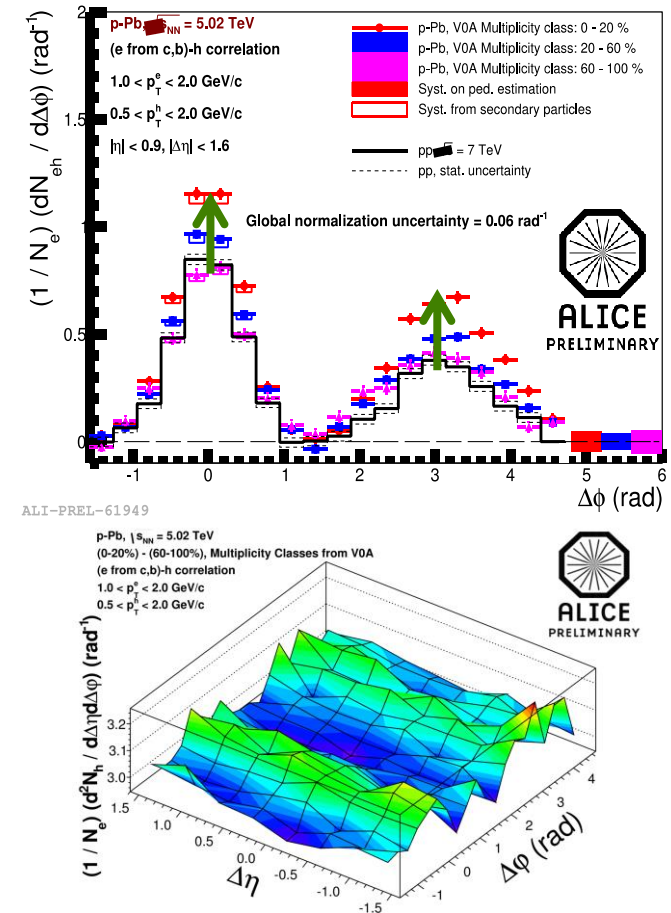 p-Pb, √sNN = 5.02 TeV
(e from c,b)-h correlation
1.0 < p_T^e < 2.0 GeV/c
0.5 < p_T^h < 2.0 GeV/c
|η| < 0.9, |Δη| < 1.6
p-Pb, V0A Multiplicity class: 0 - 20 %
p-Pb, V0A Multiplicity class: 20 - 60 %
p-Pb, V0A Multiplicity class: 60 - 100 %
Syst. on ped. estimation
Syst. from secondary particles
pp = 7 TeV
pp, stat. uncertainty
Global normalization uncertainty = 0.06 rad⁻¹
ALICE
PRELIMINARY
(1 / Ne) (dNeh / dΔϕ) (rad⁻¹)
2
1.5
1
0.5
0
-1 0 1 2 3 4 5 6
Δϕ (rad)
ALI-PREL-61949
p-Pb, √sNN = 5.02 TeV
(0-20%) - (60-100%), Multiplicity Classes from V0A
(e from c,b)-h correlation
1.0 < p_T^e < 2.0 GeV/c
0.5 < p_T^h < 2.0 GeV/c
ALICE
PRELIMINARY
(1 / Ne) (d²Nh / dΔηdΔφ) (rad⁻¹)
3.2
3.1
3.0
1.5 1.0 0.5 0.0 -0.5 -1.0 -1.5
Δη
-1 0 1 2 3 4
Δφ (rad)